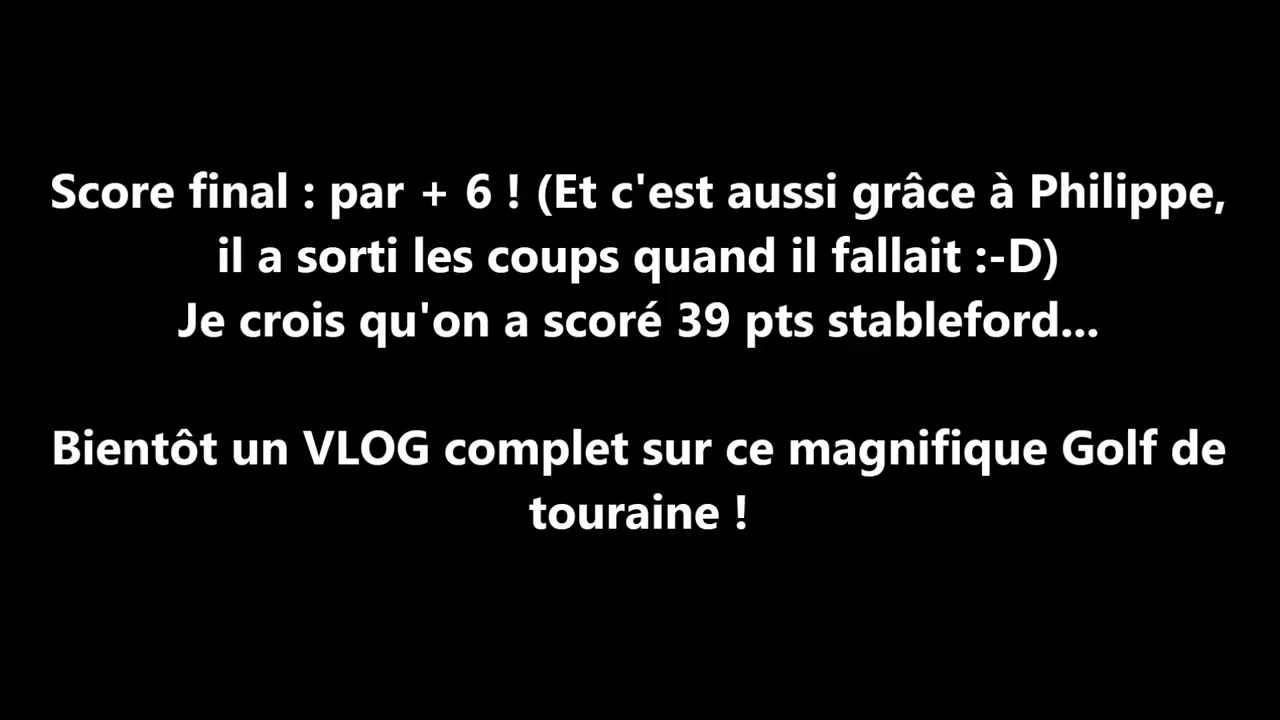 Score final : par + 6 ! (Et c'est aussi grâce à Philippe,
il a sorti les coups quand il fallait :-D)
Je crois qu'on a scoré 39 pts stableford...
Bientôt un VLOG complet sur ce magnifique Golf de
touraine !